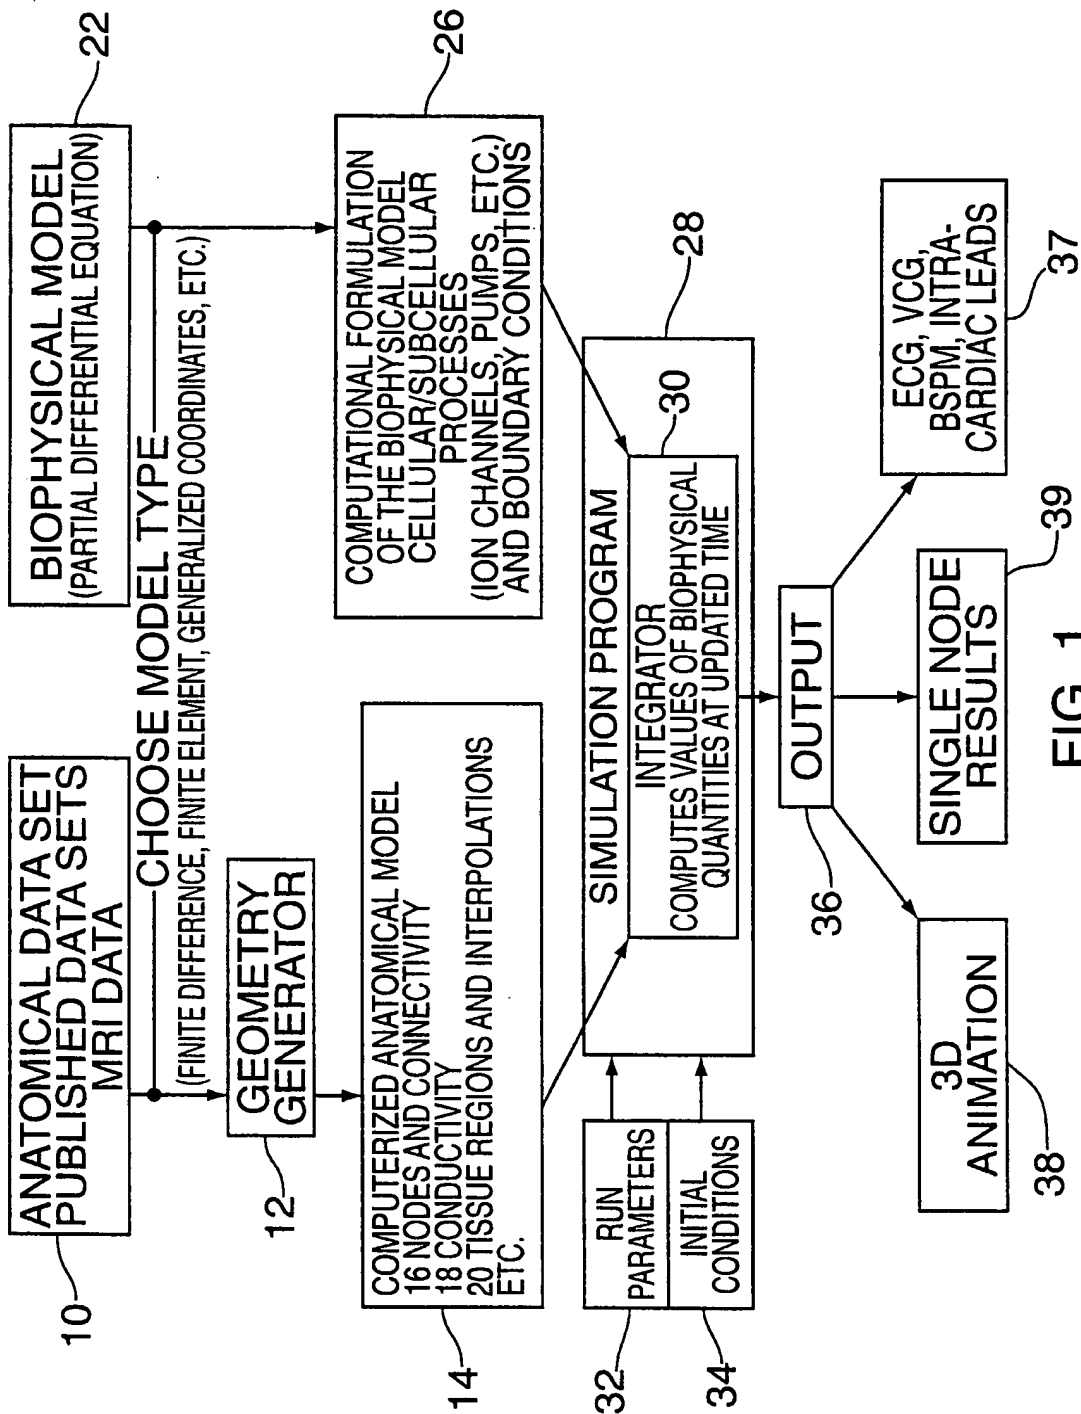 ANATOMICAL DATA SET
PUBLISHED DATA SETS
MRI DATA
10
BIOPHYSICAL MODEL
(PARTIAL DIFFERENTIAL EQUATION)
22
CHOOSE MODEL TYPE
(FINITE DIFFERENCE, FINITE ELEMENT, GENERALIZED COORDINATES, ETC.)
GEOMETRY
GENERATOR
12
COMPUTERIZED ANATOMICAL MODEL
16 NODES AND CONNECTIVITY
18 CONDUCTIVITY
20 TISSUE REGIONS AND INTERPOLATIONS
ETC.
14
COMPUTATIONAL FORMULATION
OF THE BIOPHYSICAL MODEL
CELLULAR/SUBCELLULAR
PROCESSES
(ION CHANNELS, PUMPS, ETC.)
AND BOUNDARY CONDITIONS
26
RUN
PARAMETERS
32
INITIAL
CONDITIONS
34
SIMULATION PROGRAM
28
INTEGRATOR
COMPUTES VALUES OF BIOPHYSICAL
QUANTITIES AT UPDATED TIME
30
OUTPUT
36
3D
ANIMATION
38
SINGLE NODE
RESULTS
39
ECG, VCG,
BSPM, INTRA-
CARDIAC LEADS
37
FIG. 1